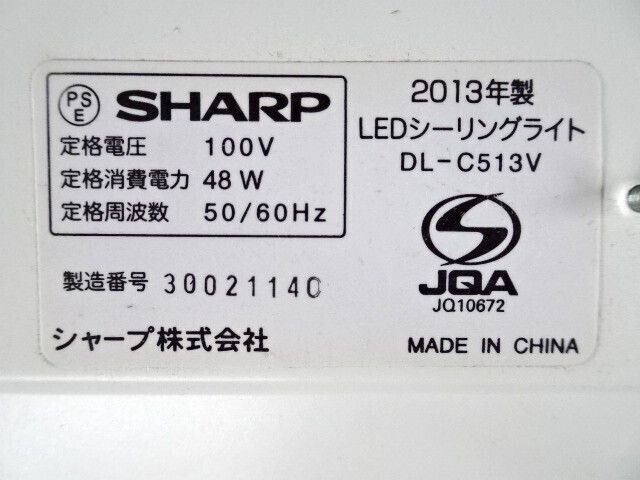 PSE SHARP
定格電圧 100V
定格消費電力 48W
定格周波数 50/60Hz
製造番号 30021140
シャープ株式会社
2013年製
LEDシーリングライト
DL-C513V
JQA
JQ10672
MADE IN CHINA